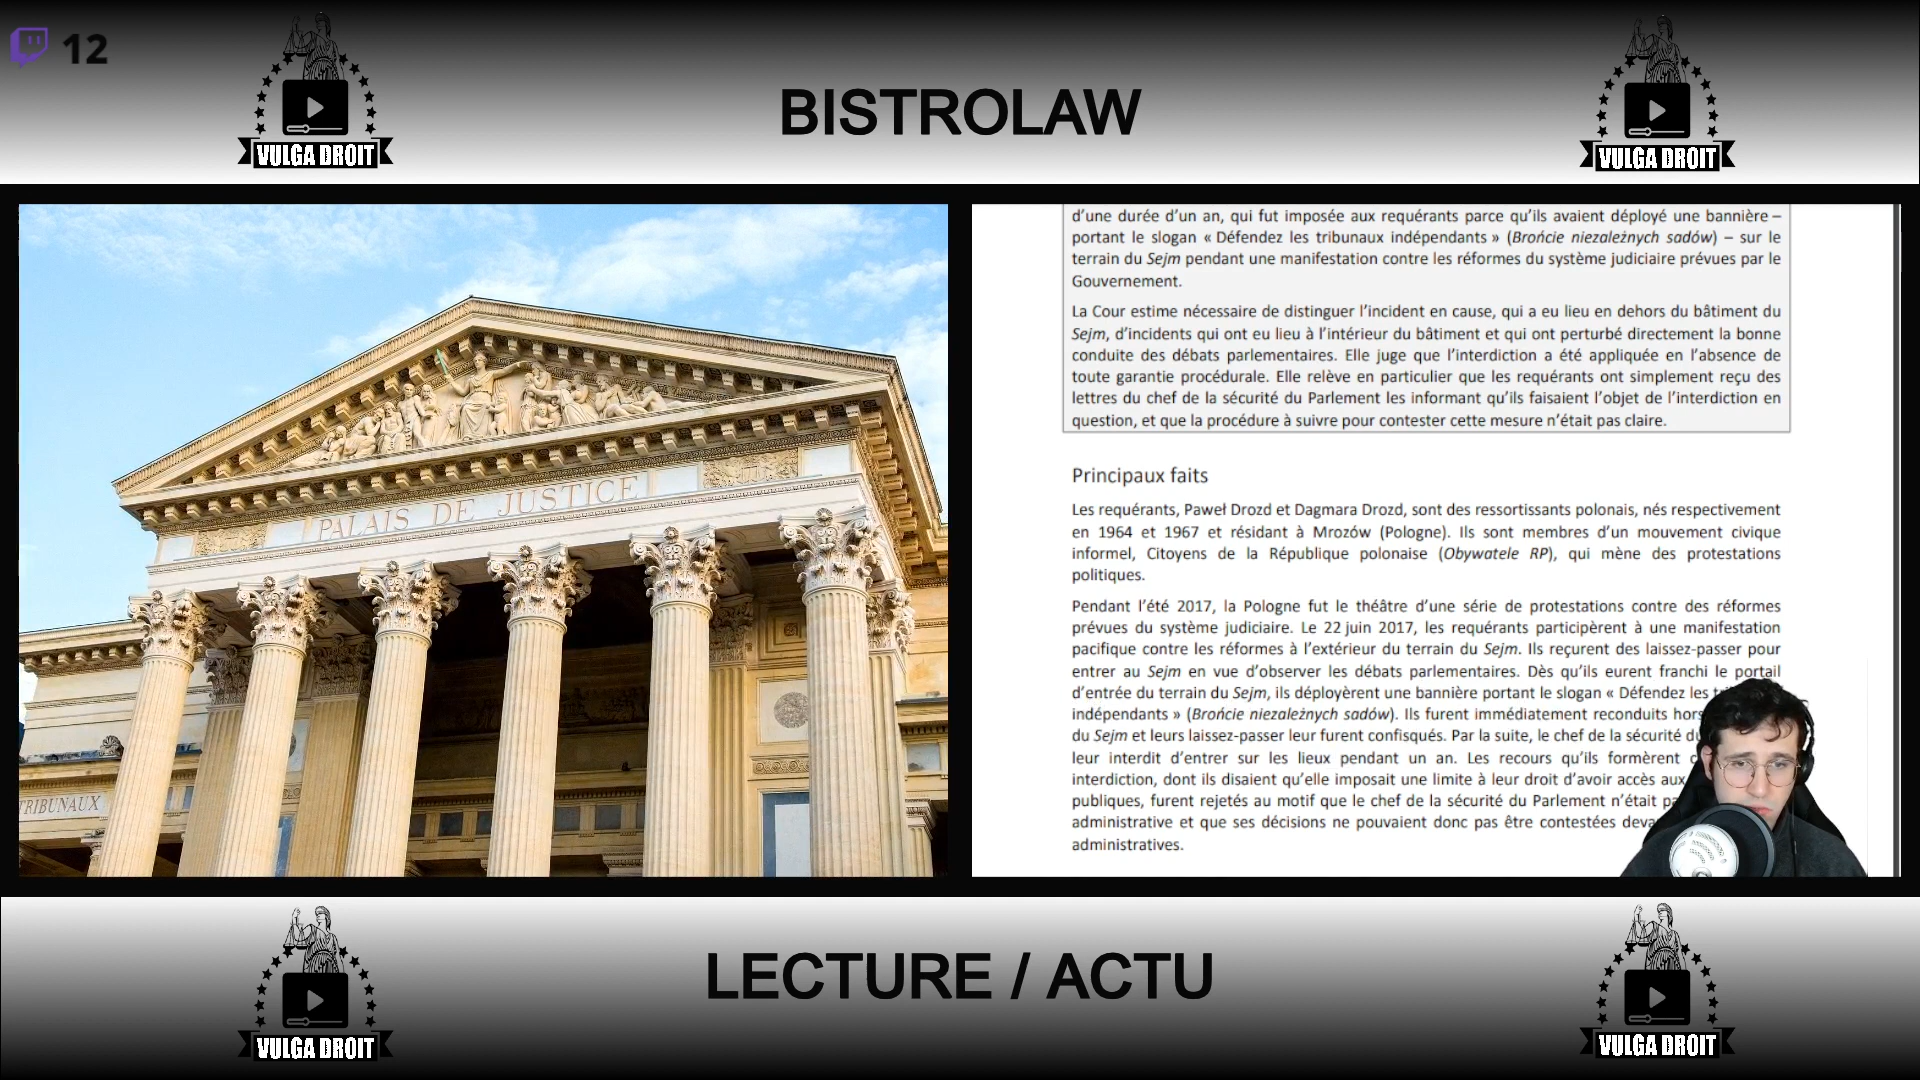 12
VULGA DROIT
BISTROLAW
VULGA DROIT
PALAIS DE JUSTICE
TRIBUNAUX
d’une durée d’un an, qui fut imposée aux requérants parce qu’ils avaient déployé une bannière –
portant le slogan « Défendez les tribunaux indépendants » (Brońcie niezależnych sadów) – sur le
terrain du Sejm pendant une manifestation contre les réformes du système judiciaire prévues par le
Gouvernement.
La Cour estime nécessaire de distinguer l’incident en cause, qui a eu lieu en dehors du bâtiment du
Sejm, d’incidents qui ont eu lieu à l’intérieur du bâtiment et qui ont perturbé directement la bonne
conduite des débats parlementaires. Elle juge que l’interdiction a été appliquée en l’absence de
toute garantie procédurale. Elle relève en particulier que les requérants ont simplement reçu des
lettres du chef de la sécurité du Parlement les informant qu’ils faisaient l’objet de l’interdiction en
question, et que la procédure à suivre pour contester cette mesure n’était pas claire.
Principaux faits
Les requérants, Paweł Drozd et Dagmara Drozd, sont des ressortissants polonais, nés respectivement
en 1964 et 1967 et résidant à Mrozów (Pologne). Ils sont membres d’un mouvement civique
informel, Citoyens de la République polonaise (Obywatele RP), qui mène des protestations
politiques.
Pendant l’été 2017, la Pologne fut le théâtre d’une série de protestations contre des réformes
prévues du système judiciaire. Le 22 juin 2017, les requérants participèrent à une manifestation
pacifique contre les réformes à l’extérieur du terrain du Sejm. Ils reçurent des laissez-passer pour
entrer au Sejm en vue d’observer les débats parlementaires. Dès qu’ils eurent franchi le portail
d’entrée du terrain du Sejm, ils déployèrent une bannière portant le slogan « Défendez les
indépendants » (Brońcie niezależnych sadów). Ils furent immédiatement reconduits hors
du Sejm et leurs laissez-passer leur furent confisqués. Par la suite, le chef de la sécurité
leur interdit d’entrer sur les lieux pendant un an. Les recours qu’ils formèrent
interdiction, dont ils disaient qu’elle imposait une limite à leur droit d’avoir accès aux
publiques, furent rejetés au motif que le chef de la sécurité du Parlement n’était
administrative et que ses décisions ne pouvaient donc pas être contestées
administratives.
VULGA DROIT
LECTURE / ACTU
VULGA DROIT